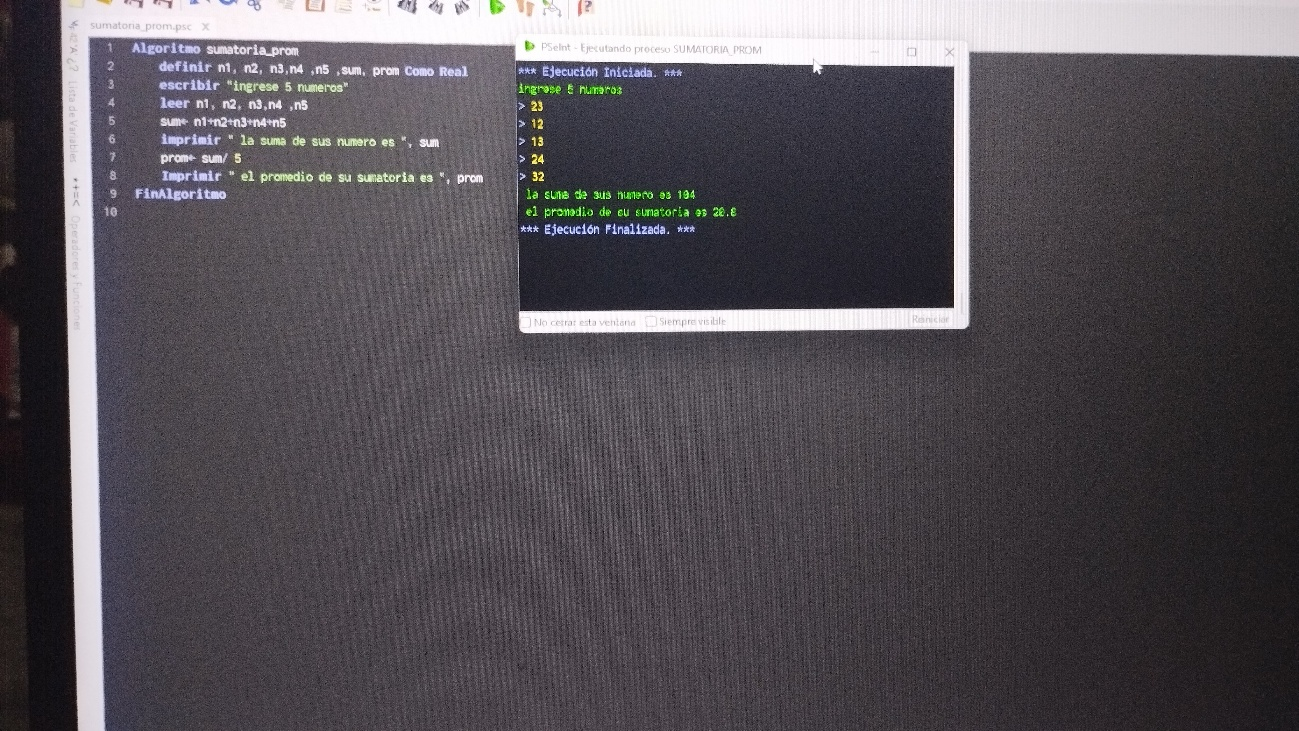 sumatoria_prom.psc X
1 Algoritmo sumatoria_prom
2 definir n1, n2, n3,n4 ,n5 ,sum, prom Como Real
3 escribir "ingrese 5 numeros"
4 leer n1, n2, n3,n4 ,n5
5 sum← n1+n2+n3+n4+n5
6 imprimir " la suma de sus numero es ", sum
7 prom← sum/ 5
8 Imprimir " el promedio de su sumatoria es ", prom
9 FinAlgoritmo
10
Lista de Variables
*+=< Operadores y Funciones
PSeInt - Ejecutando proceso SUMATORIA_PROM
*** Ejecución Iniciada. ***
ingrese 5 numeros
> 23
> 12
> 13
> 24
> 32
la suma de sus numero es 104
el promedio de su sumatoria es 20.8
*** Ejecución Finalizada. ***
No cerrar esta ventana Siempre visible Reiniciar